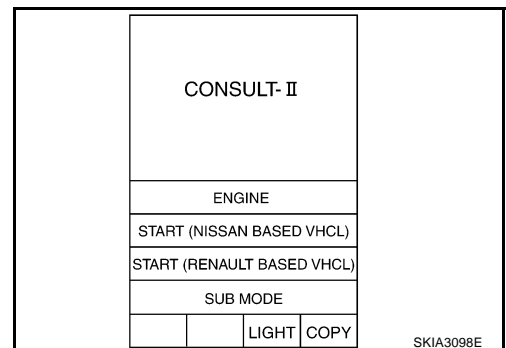 CONSULT-Ⅱ
ENGINE
START (NISSAN BASED VHCL)
START (RENAULT BASED VHCL)
SUB MODE
LIGHT COPY
SKIA3098E